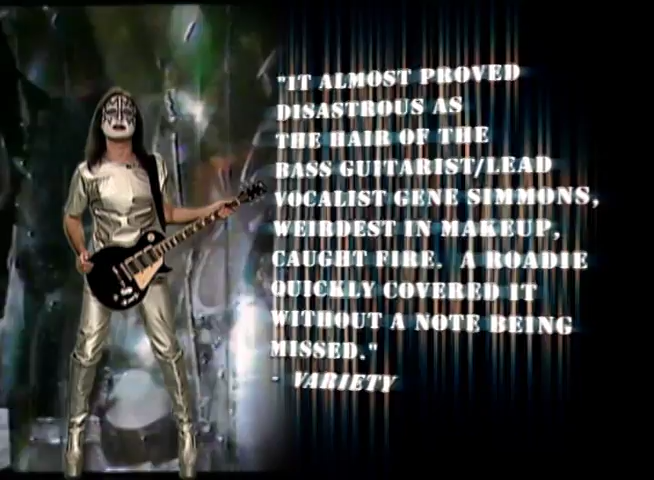 "IT ALMOST PROVED
DISASTROUS AS
THE HAIR OF THE
BASS GUITARIST/LEAD
VOCALIST GENE SIMMONS,
WEIRDEST IN MAKEUP,
CAUGHT FIRE. A ROADIE
QUICKLY COVERED IT
WITHOUT A NOTE BEING
MISSED."
- VARIETY